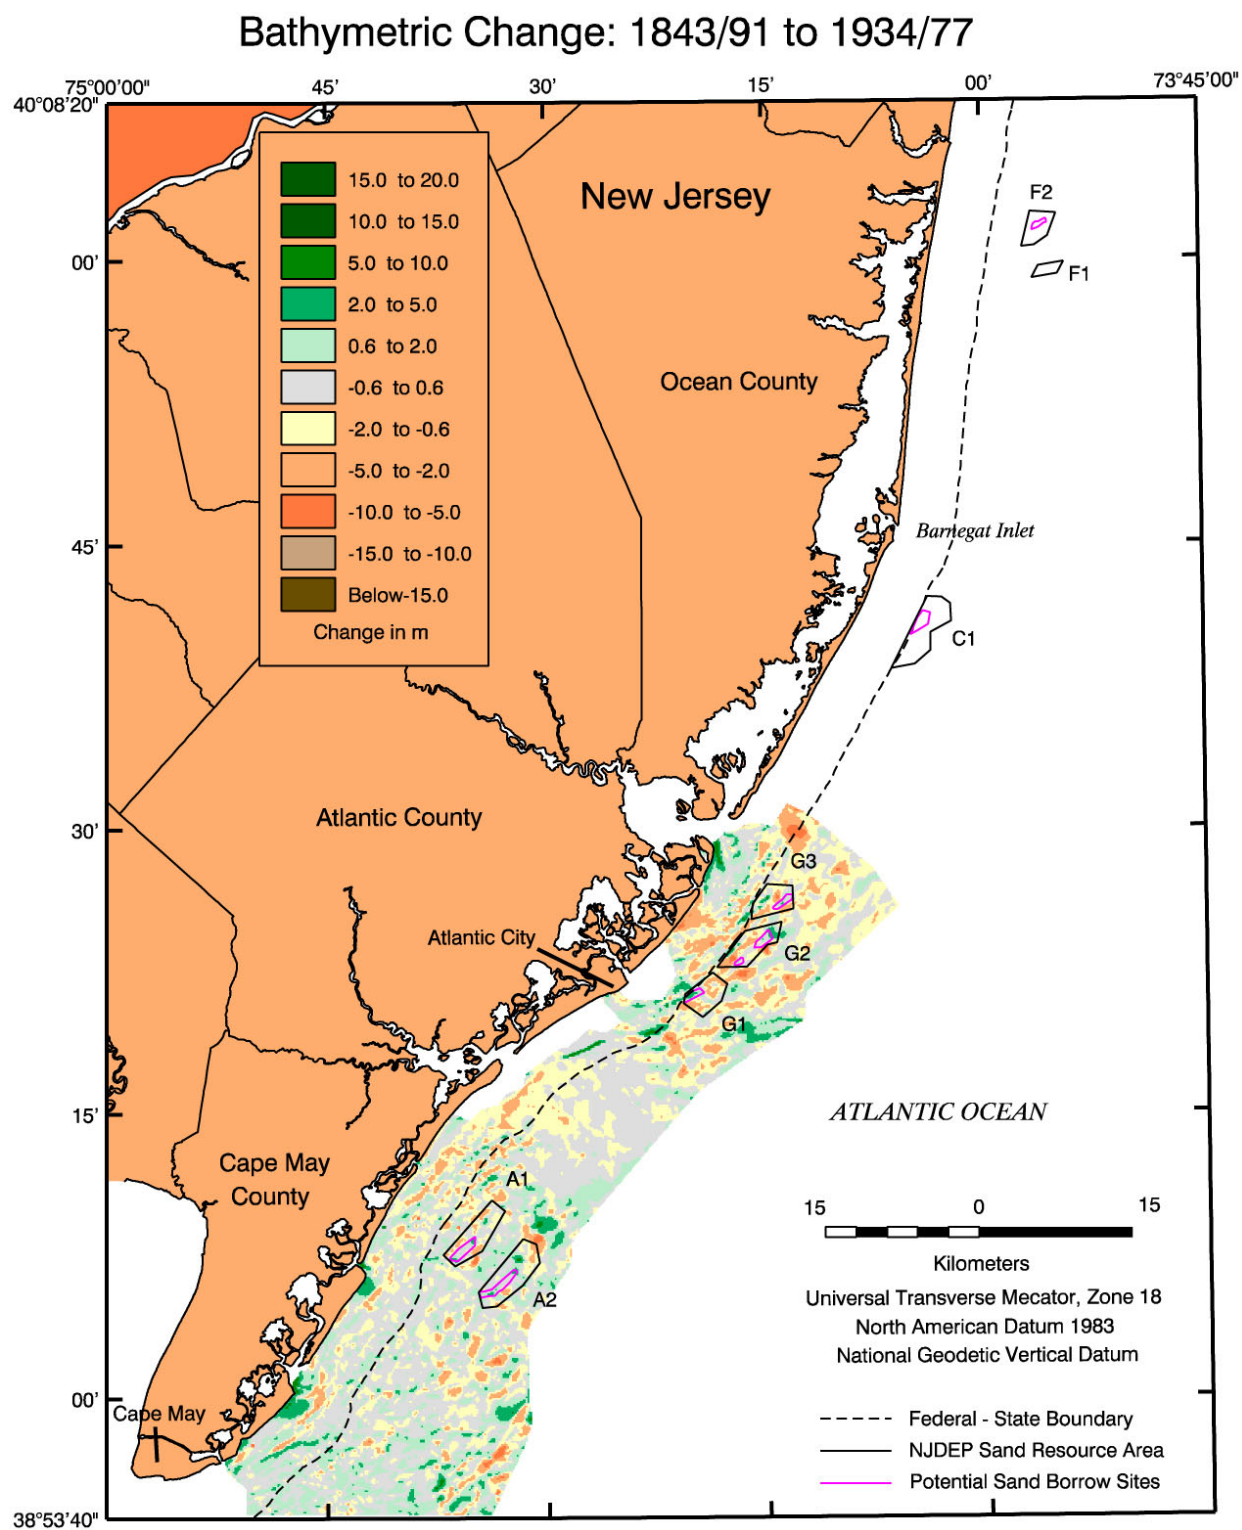 Bathymetric Change: 1843/91 to 1934/77
75°00'00" 45' 30' 15' 00' 73°45'00"
40°08'20"
15.0 to 20.0
10.0 to 15.0
5.0 to 10.0
2.0 to 5.0
0.6 to 2.0
-0.6 to 0.6
-2.0 to -0.6
-5.0 to -2.0
-10.0 to -5.0
-15.0 to -10.0
Below-15.0
Change in m
New Jersey
F2
00'
F1
Ocean County
45'
Barnegat Inlet
C1
Atlantic County
30'
G3
Atlantic City
G2
G1
15'
ATLANTIC OCEAN
Cape May
County
A1
A2
15 0 15
Kilometers
Universal Transverse Mecator, Zone 18
North American Datum 1983
National Geodetic Vertical Datum
00'
Cape May
Federal - State Boundary
NJDEP Sand Resource Area
Potential Sand Borrow Sites
38°53'40"